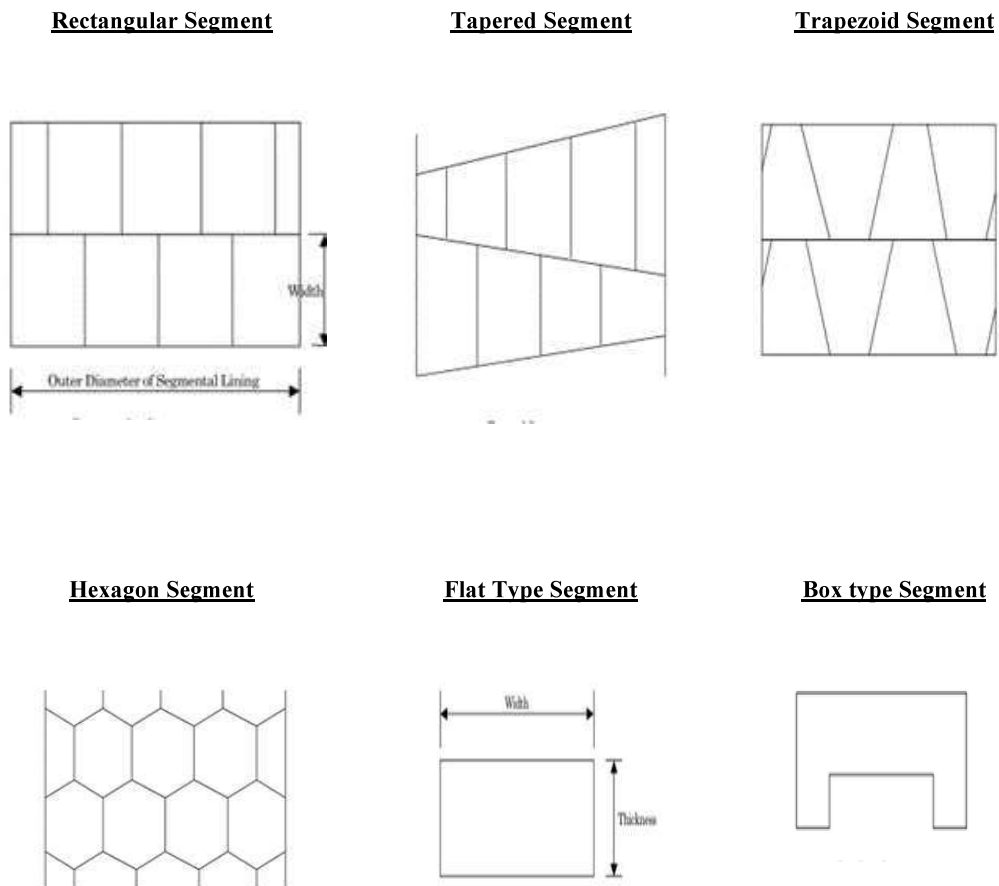 Rectangular Segment
Tapered Segment
Trapezoid Segment
Width
Outer Diameter of Segmental Lining
Hexagon Segment
Flat Type Segment
Box type Segment
Width
Thickness